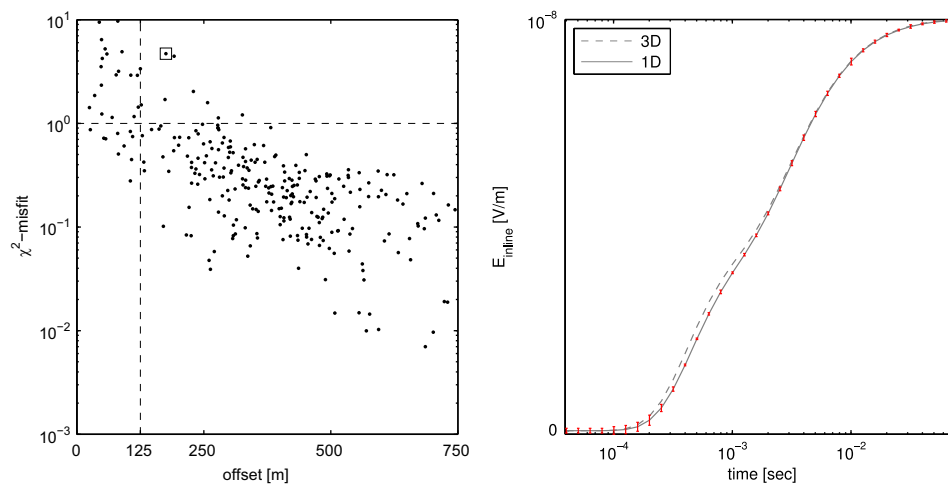 10^1
10^0
10^-1
10^-2
10^-3
χ^2-misfit
0
125
250
500
750
offset [m]
10^-8
0
E_inline [V/m]
3D
1D
10^-4
10^-3
10^-2
time [sec]